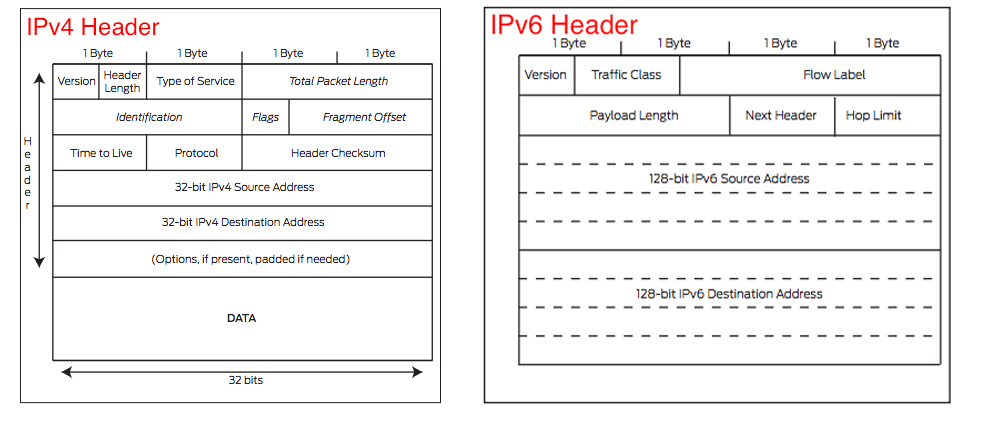 IPv4 Header
1 Byte 1 Byte 1 Byte 1 Byte
Version Header Length Type of Service Total Packet Length
Identification Flags Fragment Offset
Time to Live Protocol Header Checksum
32-bit IPv4 Source Address
32-bit IPv4 Destination Address
(Options, if present, padded if needed)
DATA
Header
32 bits
IPv6 Header
1 Byte 1 Byte 1 Byte 1 Byte
Version Traffic Class Flow Label
Payload Length Next Header Hop Limit
128-bit IPv6 Source Address
128-bit IPv6 Destination Address